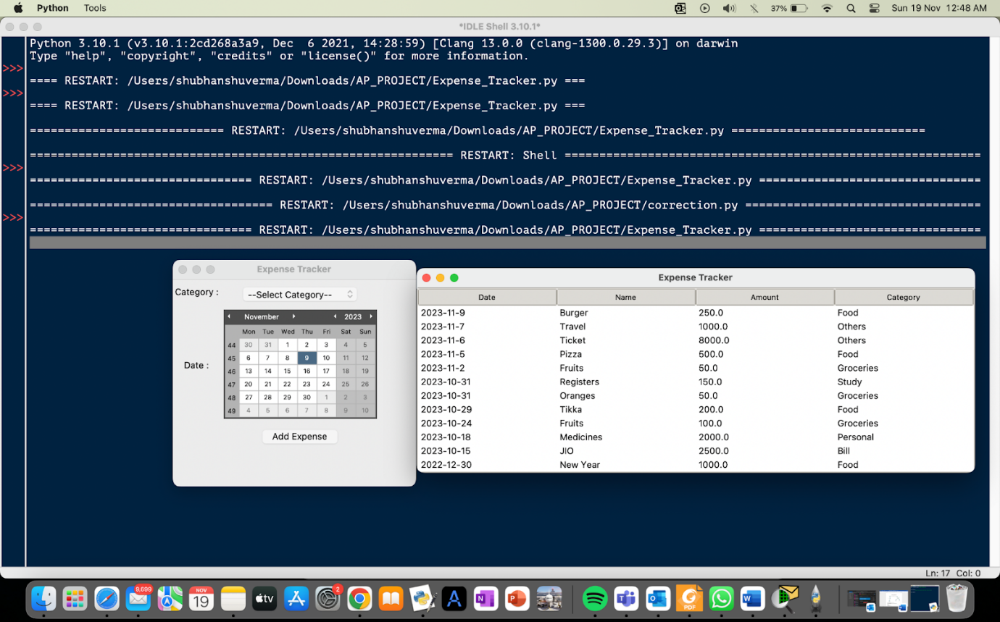 Python Tools 37% Sun 19 Nov 12:48 AM
*IDLE Shell 3.10.1*
Python 3.10.1 (v3.10.1:2cd268a3a9, Dec  6 2021, 14:28:59) [Clang 13.0.0 (clang-1300.0.29.3)] on darwin
Type "help", "copyright", "credits" or "license()" for more information.
>>>
==== RESTART: /Users/shubhanshuverma/Downloads/AP_PROJECT/Expense_Tracker.py ===
>>>
==== RESTART: /Users/shubhanshuverma/Downloads/AP_PROJECT/Expense_Tracker.py ===
============================ RESTART: /Users/shubhanshuverma/Downloads/AP_PROJECT/Expense_Tracker.py ============================
============================================================= RESTART: Shell ============================================================
>>>
================================ RESTART: /Users/shubhanshuverma/Downloads/AP_PROJECT/Expense_Tracker.py ================================
=================================== RESTART: /Users/shubhanshuverma/Downloads/AP_PROJECT/correction.py ==================================
>>>
================================ RESTART: /Users/shubhanshuverma/Downloads/AP_PROJECT/Expense_Tracker.py ================================
Expense Tracker
Category : --Select Category--
November 2023
Mon Tue Wed Thu Fri Sat Sun
44 30 31 1 2 3 4 5
45 6 7 8 9 10 11 12
46 13 14 15 16 17 18 19
47 20 21 22 23 24 25 26
48 27 28 29 30 1 2 3
49 4 5 6 7 8 9 10
Date :
Add Expense
Expense Tracker
Date Name Amount Category
2023-11-9 Burger 250.0 Food
2023-11-7 Travel 1000.0 Others
2023-11-6 Ticket 8000.0 Others
2023-11-5 Pizza 500.0 Food
2023-11-2 Fruits 50.0 Groceries
2023-10-31 Registers 150.0 Study
2023-10-31 Oranges 50.0 Groceries
2023-10-29 Tikka 200.0 Food
2023-10-24 Fruits 100.0 Groceries
2023-10-18 Medicines 2000.0 Personal
2023-10-15 JIO 2500.0 Bill
2022-12-30 New Year 1000.0 Food
Ln: 17 Col: 0
9,699 NOV 19 tv 2 A N P PDF W